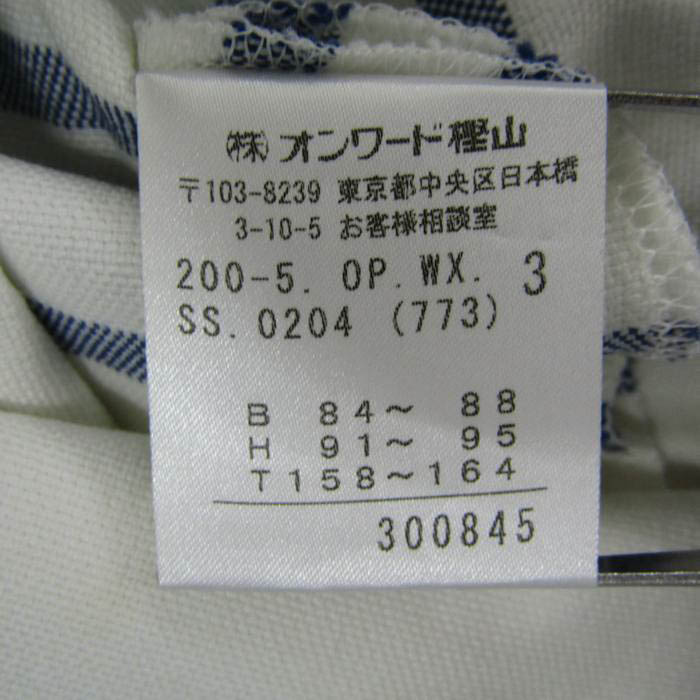 ㈱ オンワード樫山
〒103-8239 東京都中央区日本橋
3-10-5 お客様相談室
200-5. OP. WX. 3
SS. 0204 (773)
B 84～ 88
H 91～ 95
T158～164
300845